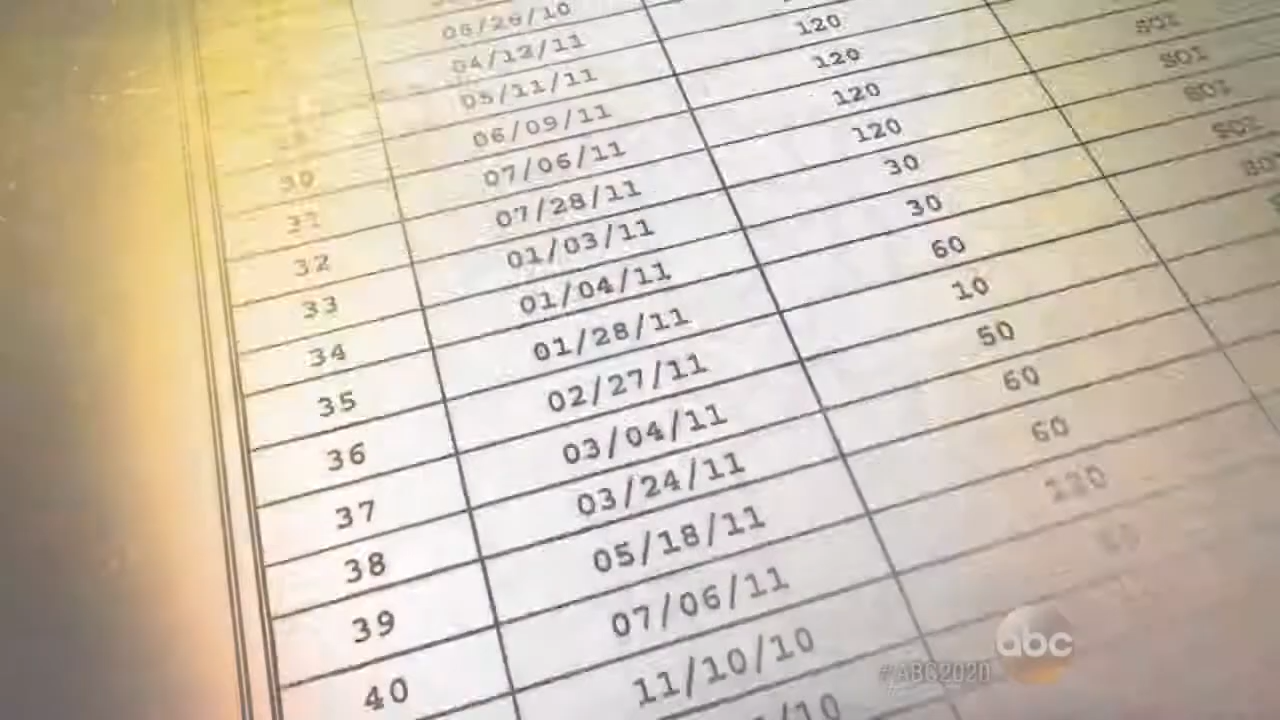 05/26/10
04/12/11
05/11/11 120
30 06/09/11 120
07/06/11 120
32 07/28/11 120
33 01/03/11 30
34 01/04/11 30
35 01/28/11 60
36 02/27/11 10
37 03/04/11 50
38 03/24/11 60
39 05/18/11 60
40 07/06/11 120
11/10/10
/10
abc
#ABC2020